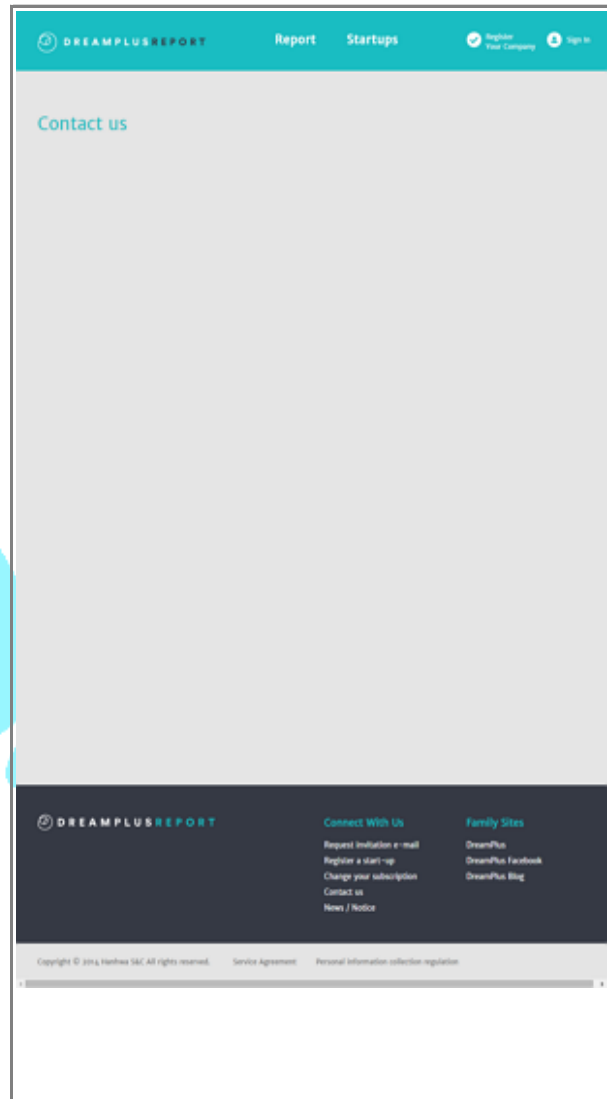 DREAMPLUSREPORT
Report
Startups
Register
Your Company
Sign In
Contact us
DREAMPLUSREPORT
Connect With Us
Request invitation e-mail
Register a start-up
Change your subscription
Contact us
News / Notice
Family Sites
DreamPlus
DreamPlus Facebook
DreamPlus Blog
Copyright © 2014 Hanhwa S&C All rights reserved.
Service Agreement
Personal information collection regulation